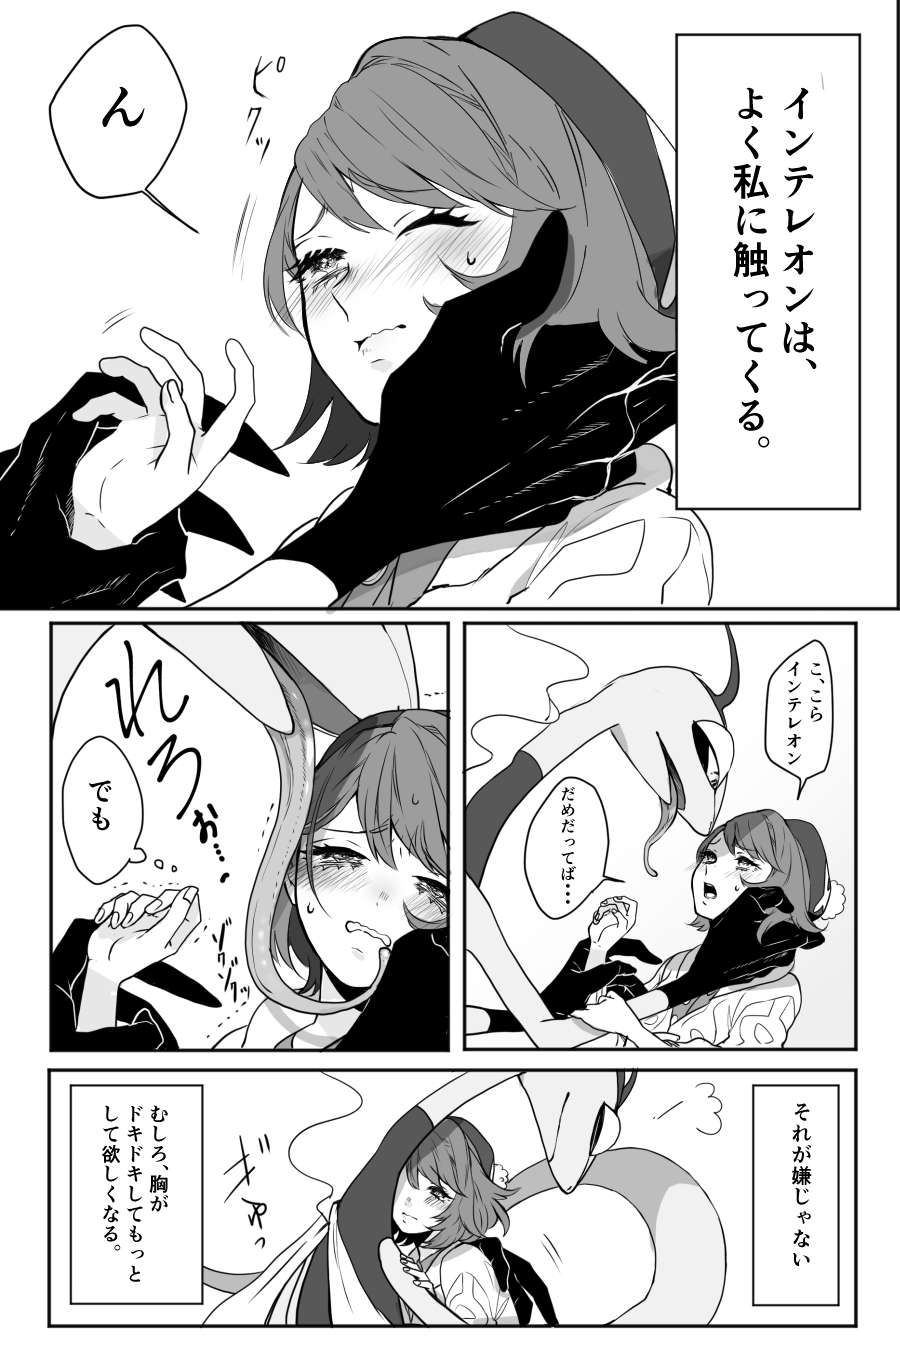 インテレオンは、
よく私に触ってくる。
ピクッ
ん
こ、こら
インテレオン
だめだってば…
れろぉ…
でも
ゾクゾクッ
それが嫌じゃない
ぎゅっ
むしろ、胸が
ドキドキしてもっと
して欲しくなる。